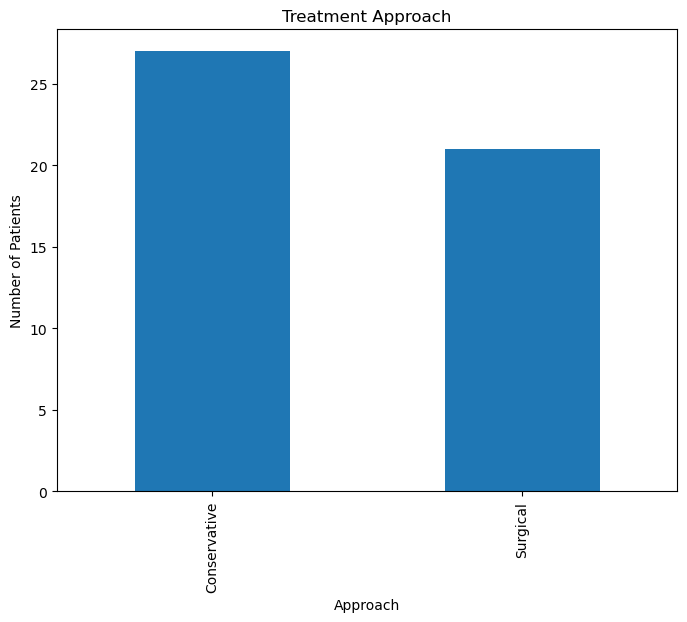 Treatment Approach
Number of Patients
25
20
15
10
5
0
Conservative
Surgical
Approach